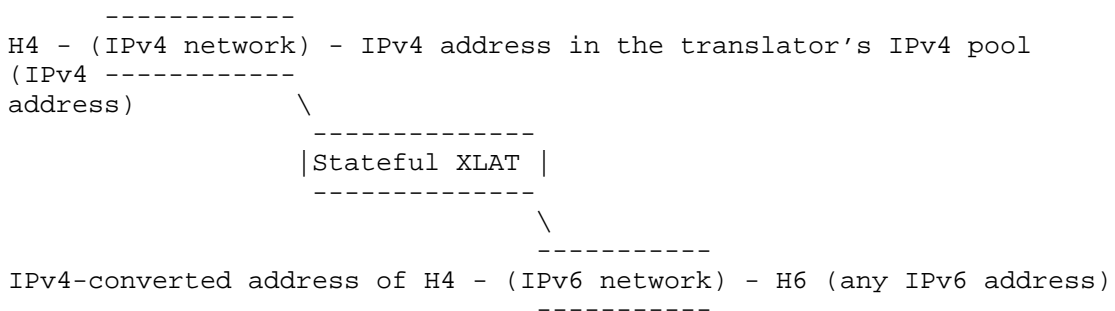 ------------
H4 - (IPv4 network) - IPv4 address in the translator's IPv4 pool
(IPv4 ------------
address)           \
                    --------------
                   |Stateful XLAT |
                    --------------
                                  \
                                  -----------
IPv4-converted address of H4 - (IPv6 network) - H6 (any IPv6 address)
                                  -----------